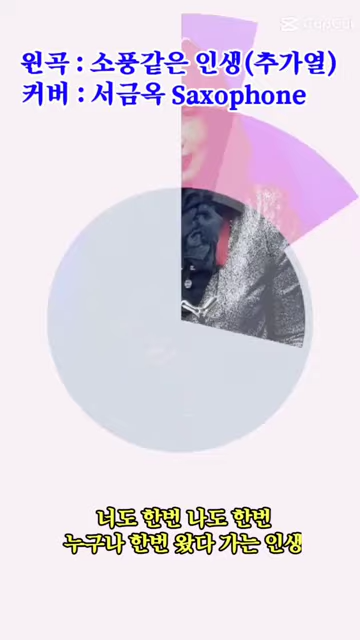 CapCut
원곡 : 소풍같은 인생(추가열)
커버 : 서금옥 Saxophone
너도 한번 나도 한번
누구나 한번 왔다 가는 인생